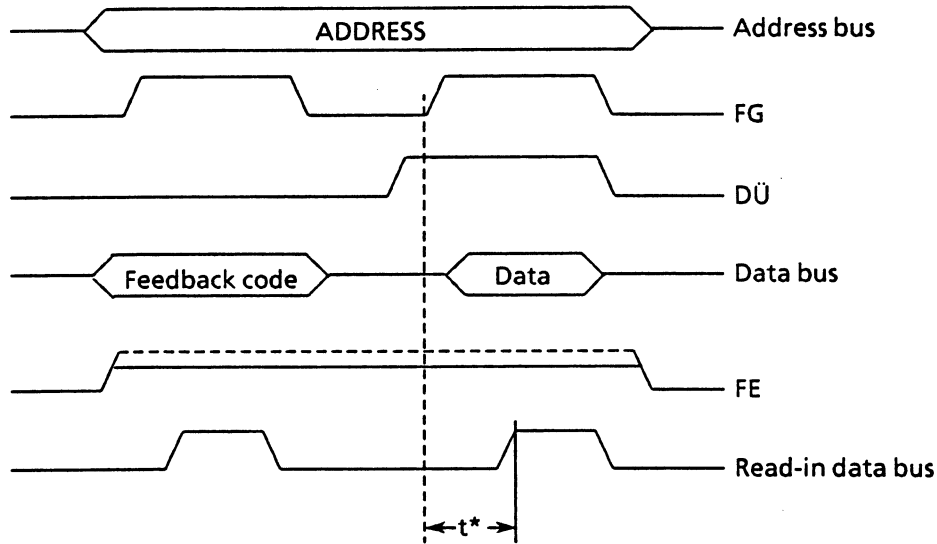 ADDRESS Address bus
FG
DÜ
Feedback code Data Data bus
FE
Read-in data bus
t*